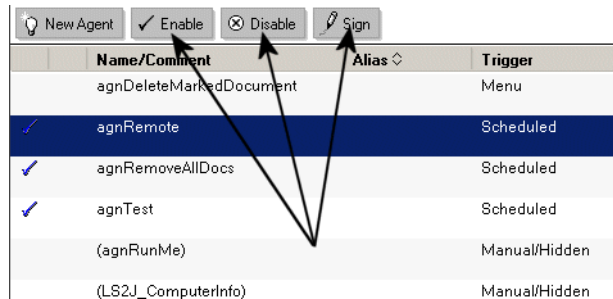 New Agent Enable Disable Sign
Name/Comment Alias Trigger
agnDeleteMarkedDocument Menu
agnRemote Scheduled
agnRemoveAllDocs Scheduled
agnTest Scheduled
(agnRunMe) Manual/Hidden
(LS2J_ComputerInfo) Manual/Hidden